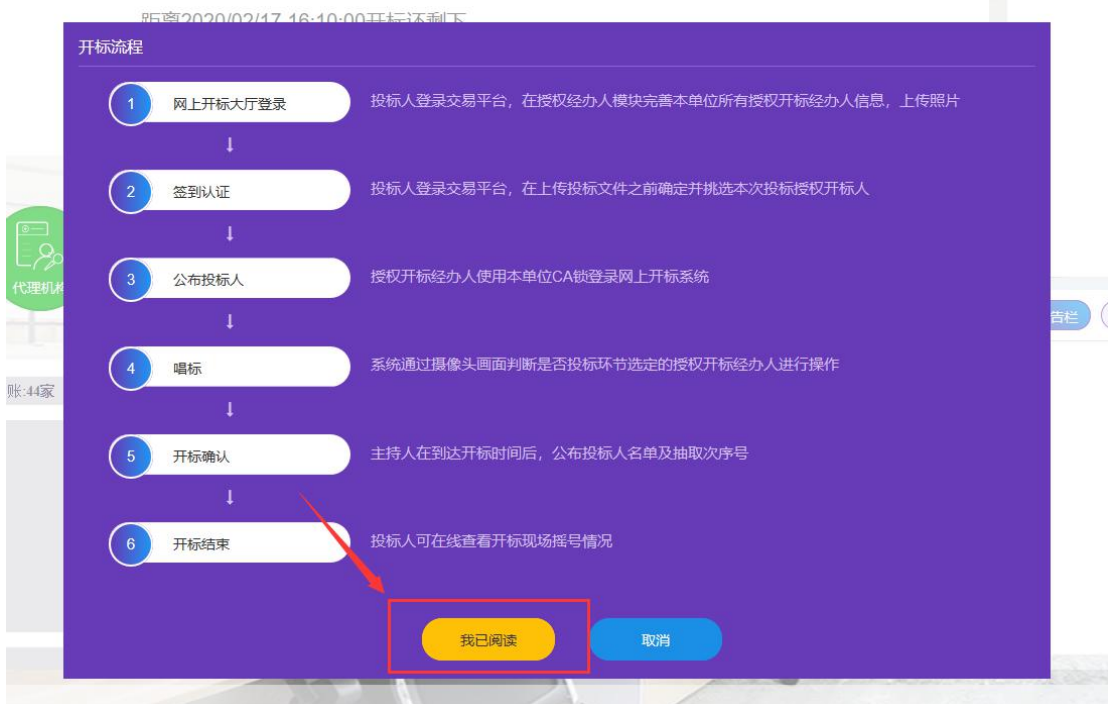 距离2020/02/17 16:10:00开标还剩下
开标流程
1 网上开标大厅登录 投标人登录交易平台，在授权经办人模块完善本单位所有授权开标经办人信息，上传照片
2 签到认证 投标人登录交易平台，在上传投标文件之前确定并挑选本次投标授权开标人
3 公布投标人 授权开标经办人使用本单位CA锁登录网上开标系统
代理机构
告栏
4 唱标 系统通过摄像头画面判断是否投标环节选定的授权开标经办人进行操作
账:44家
5 开标确认 主持人在到达开标时间后，公布投标人名单及抽取次序号
6 开标结束 投标人可在线查看开标现场摇号情况
我已阅读 取消